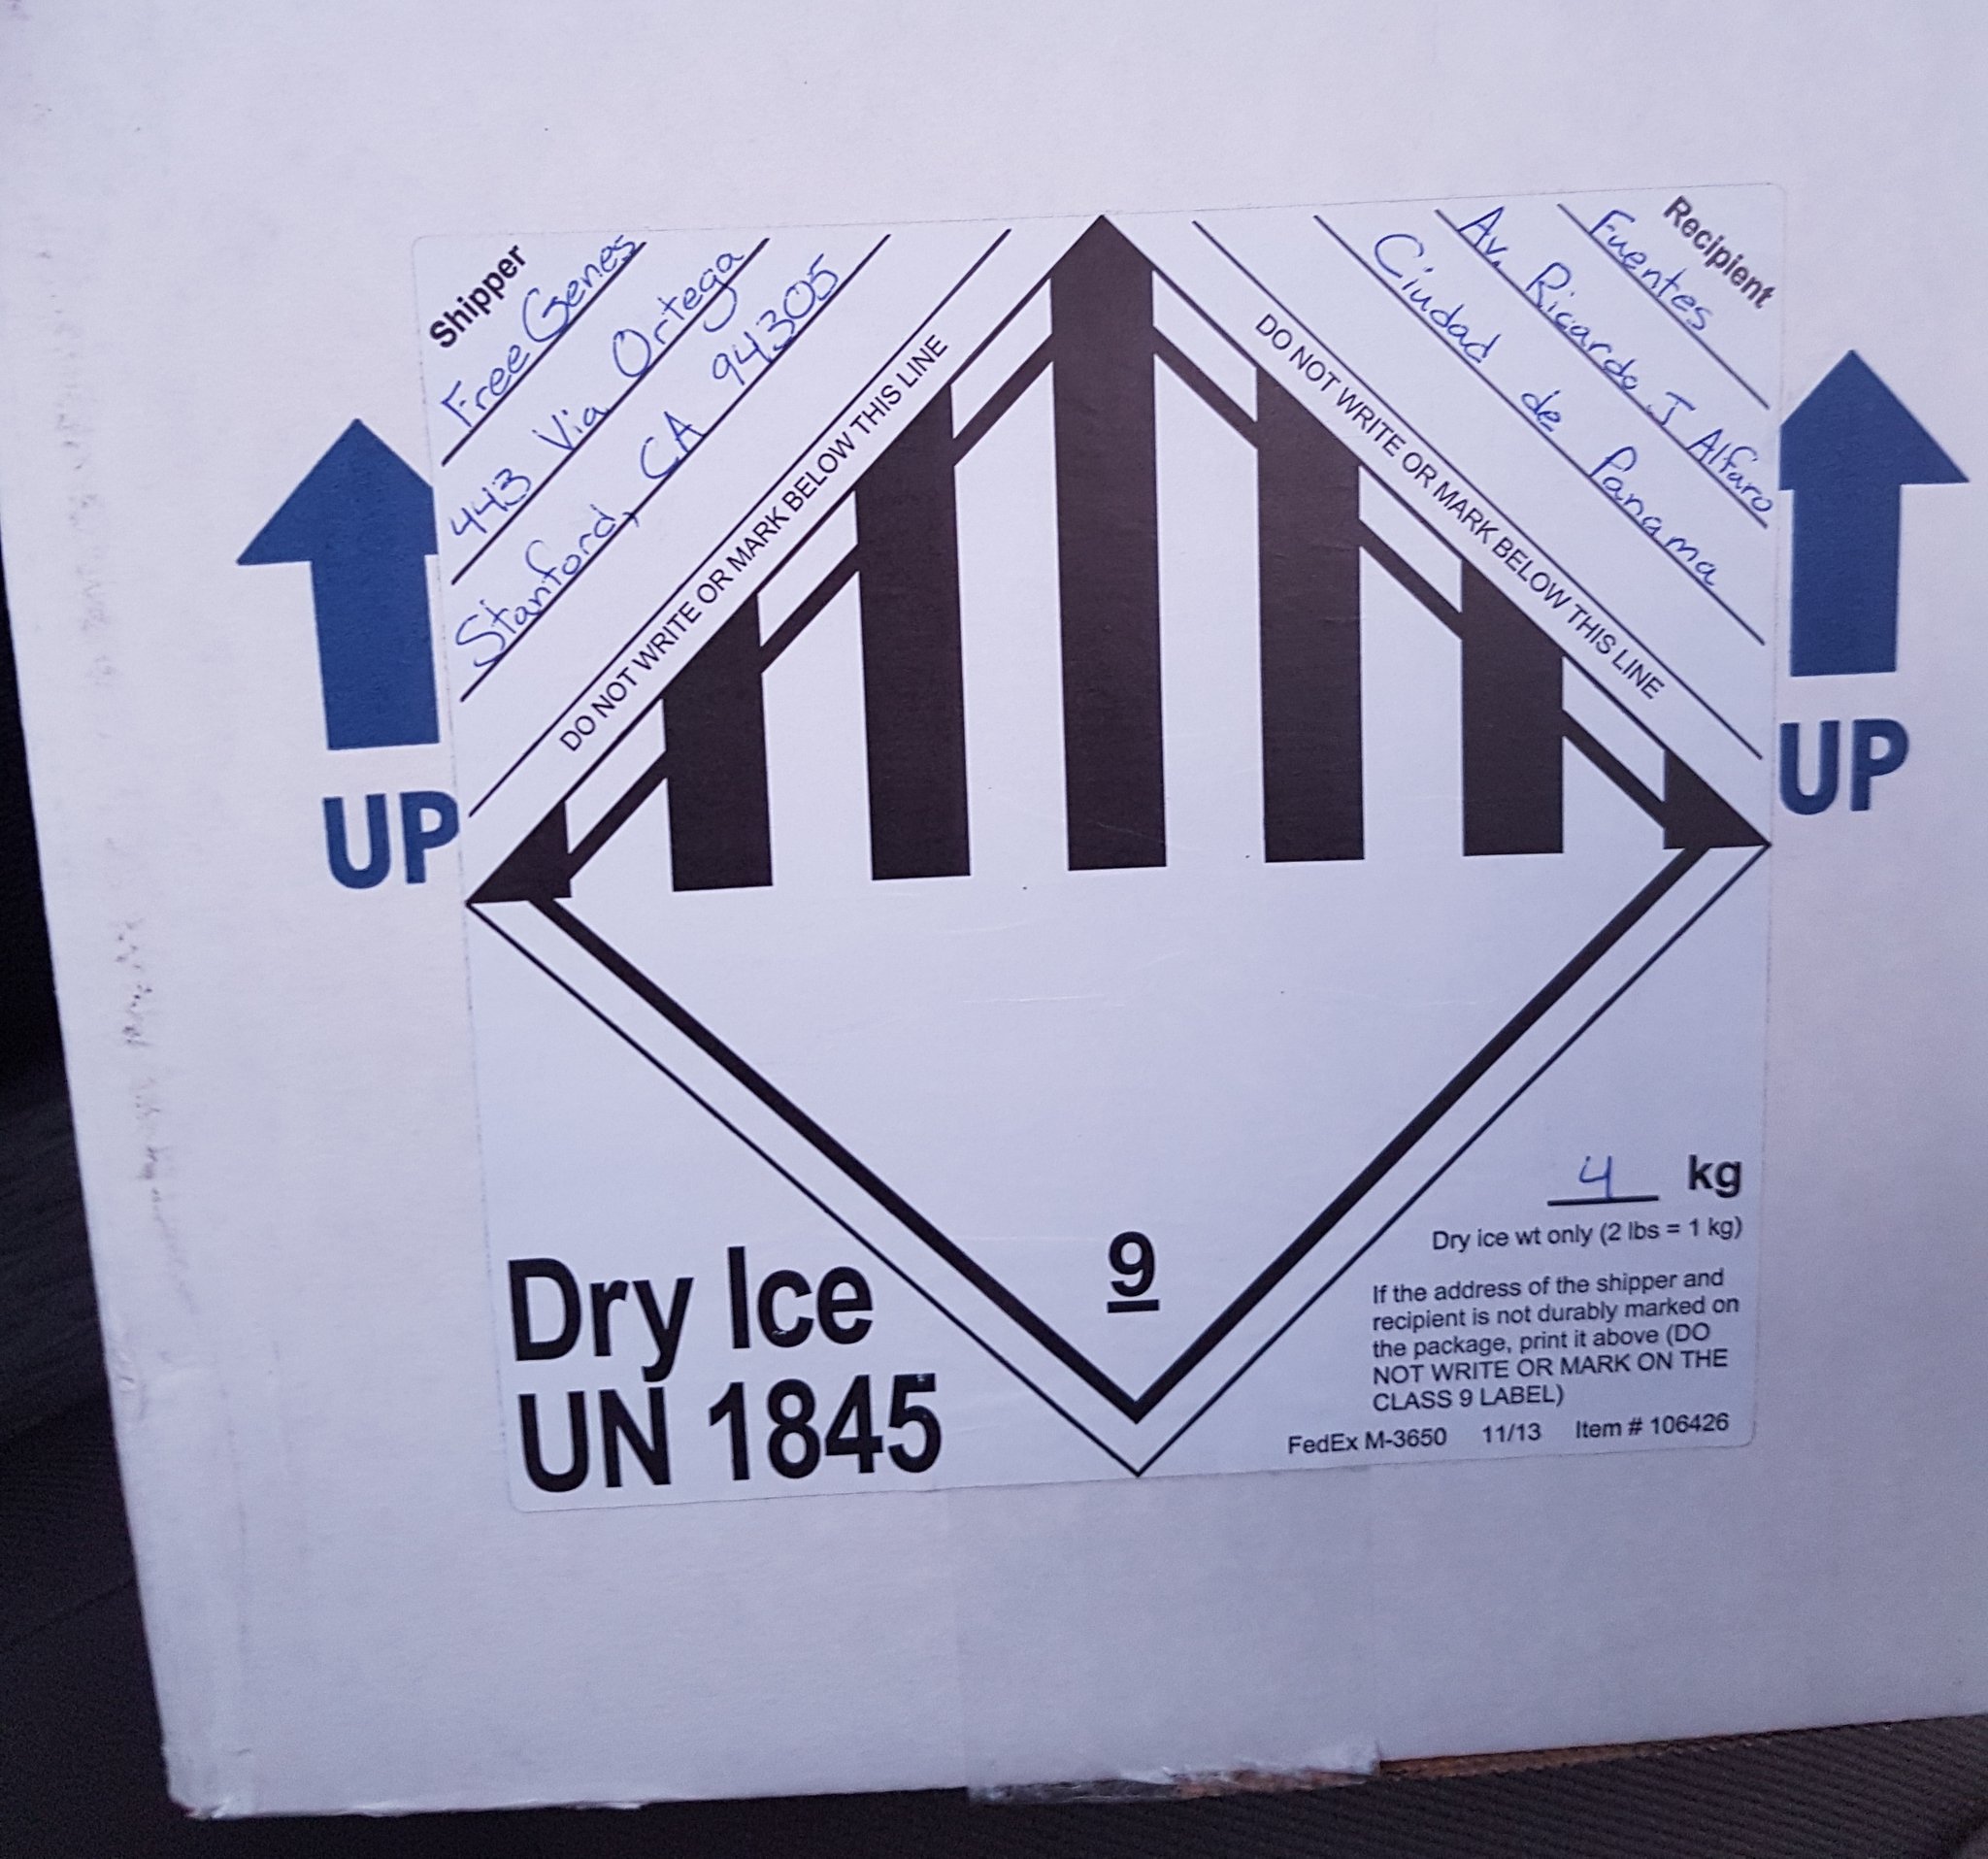 Shipper
FreeGenes
443 Via Ortega
Stanford, CA 94305
DO NOT WRITE OR MARK BELOW THIS LINE
Recipient
Fuentes
Av. Ricardo J Alfaro
Ciudad de Panama
DO NOT WRITE OR MARK BELOW THIS LINE
UP
UP
4 kg
Dry ice wt only (2 lbs = 1 kg)
If the address of the shipper and
recipient is not durably marked on
the package, print it above (DO
NOT WRITE OR MARK ON THE
CLASS 9 LABEL)
FedEx M-3650 11/13 Item # 106426
9
Dry Ice
UN 1845